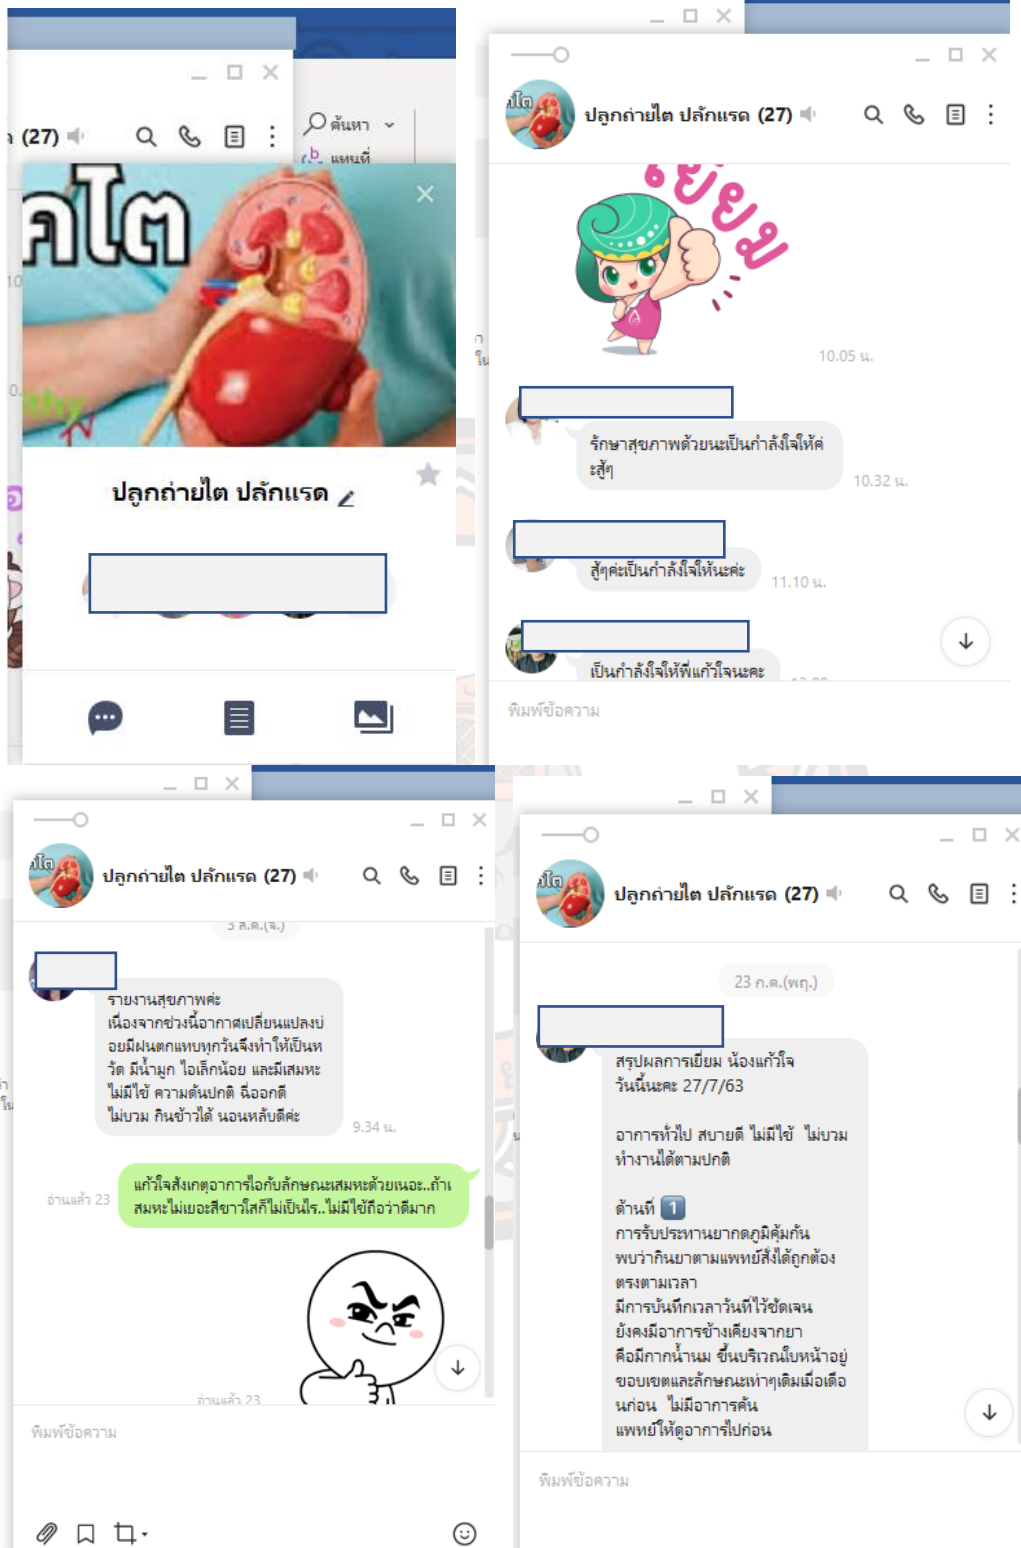 (27)
ค้นหา
แทนที่
คโต
thy
ปลูกถ่ายไต ปลักแรด
ปลูกถ่ายไต ปลักแรด (27)
เยี่ยม
10.05 น.
รักษาสุขภาพด้วยนะเป็นกำลังใจให้ค่
ะสู้ๆ
10.32 น.
สู้ๆค่ะเป็นกำลังใจให้นะค่ะ
11.10 น.
เป็นกำลังใจให้พี่แก้วใจนะคะ
พิมพ์ข้อความ
ปลูกถ่ายไต ปลักแรด (27)
3 ส.ค.(จ.)
รายงานสุขภาพค่ะ
เนื่องจากช่วงนี้อากาศเปลี่ยนแปลงบ่
อยมีฝนตกแทบทุกวันจึงทำให้เป็นห
วัด มีน้ำมูก ไอเล็กน้อย และมีเสมหะ
ไม่มีไข้ ความดันปกติ ฉี่ออกดี
ไม่บวม กินข้าวได้ นอนหลับดีค่ะ
9.34 น.
แก้วใจสังเกตุอาการไอกับลักษณะเสมหะด้วยเนอะ..ถ้าเ
สมหะไม่เยอะสีขาวใสก็ไม่เป็นไร..ไม่มีไข้ถือว่าดีมาก
อ่านแล้ว 23
อ่านแล้ว 23
พิมพ์ข้อความ
ปลูกถ่ายไต ปลักแรด (27)
23 ก.ค.(พฤ.)
สรุปผลการเยี่ยม น้องแก้วใจ
วันนี้นะคะ 27/7/63
อาการทั่วไป สบายดี ไม่มีไข้ ไม่บวม
ทำงานได้ตามปกติ
ด้านที่ 1
การรับประทานยากดภูมิคุ้มกัน
พบว่ากินยาตามแพทย์สั่งได้ถูกต้อง
ตรงตามเวลา
มีการบันทึกเวลาวันที่ไว้ชัดเจน
ยังคงมีอาการข้างเคียงจากยา
คือมีกากน้ำนม ขึ้นบริเวณใบหน้าอยู่
ขอบเขตและลักษณะเท่าๆเดิมเมื่อเดือ
นก่อน ไม่มีอาการคัน
แพทย์ให้ดูอาการไปก่อน
พิมพ์ข้อความ